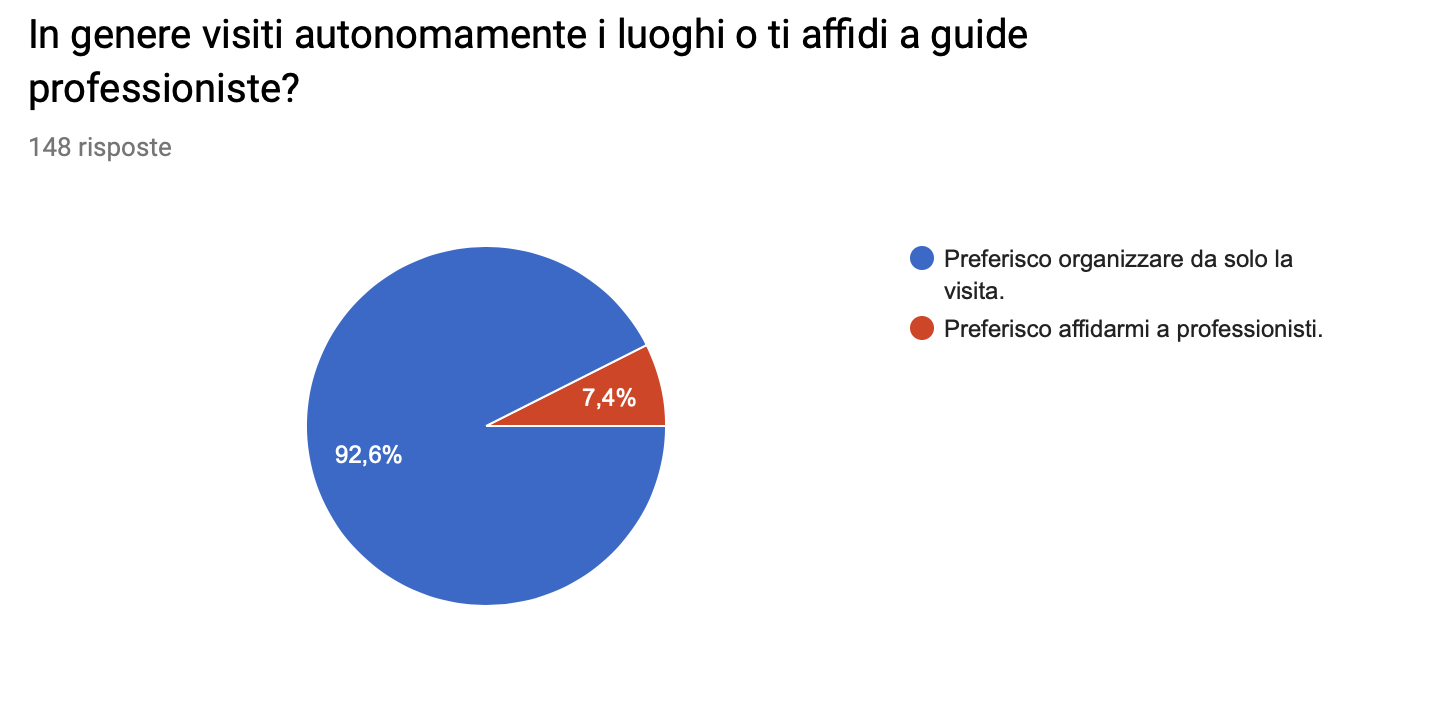 In genere visiti autonomamente i luoghi o ti affidi a guide
professioniste?
148 risposte
Preferisco organizzare da solo la
visita.
Preferisco affidarmi a professionisti.
7,4%
92,6%